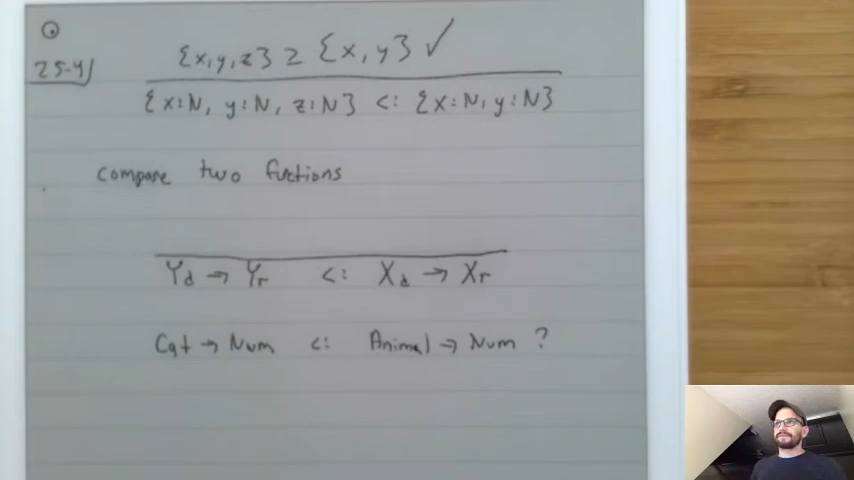 25-4/
{x,y,z} ⊇ {x,y} ✓
{x:N, y:N, z:N} <: {x:N, y:N}
compare two fuctions
Yd → Yr <: Xd → Xr
Cat → Num <: Animal → Num ?